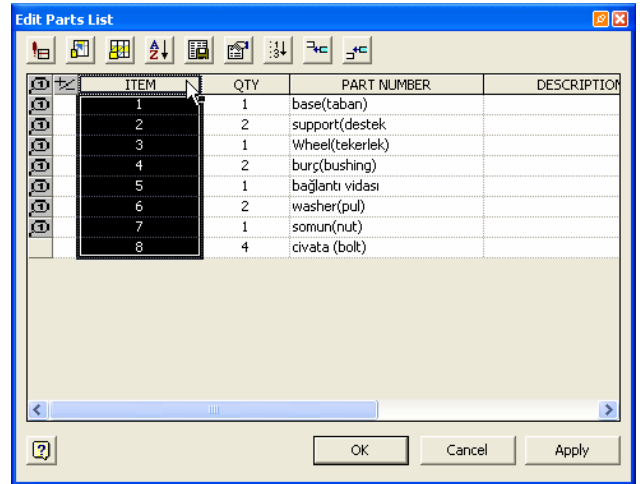 Edit Parts List
ITEM QTY PART NUMBER DESCRIPTION
1 1 base(taban)
2 2 support(destek
3 1 Wheel(tekerlek)
4 2 burç(bushing)
5 1 bağlantı vidası
6 2 washer(pul)
7 1 somun(nut)
8 4 civata (bolt)
OK Cancel Apply